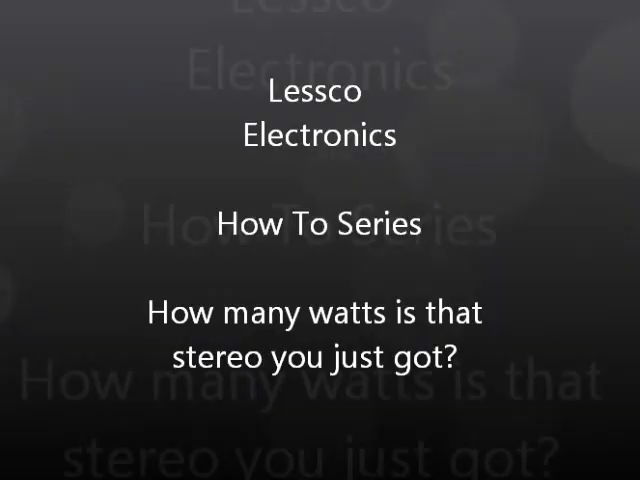 Lessco
Electronics
How To Series
How many watts is that
stereo you just got?